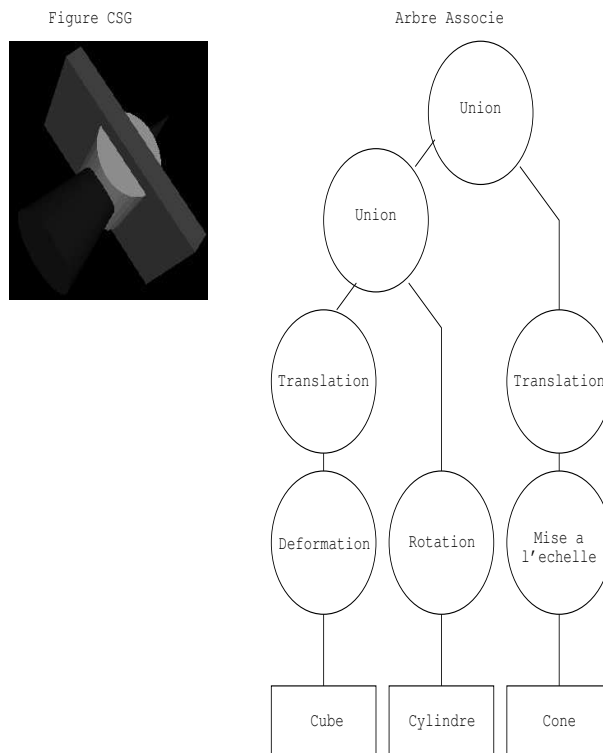 Figure CSG
Arbre Associe
Union
Union
Translation
Translation
Deformation
Rotation
Mise a
l'echelle
Cube
Cylindre
Cone